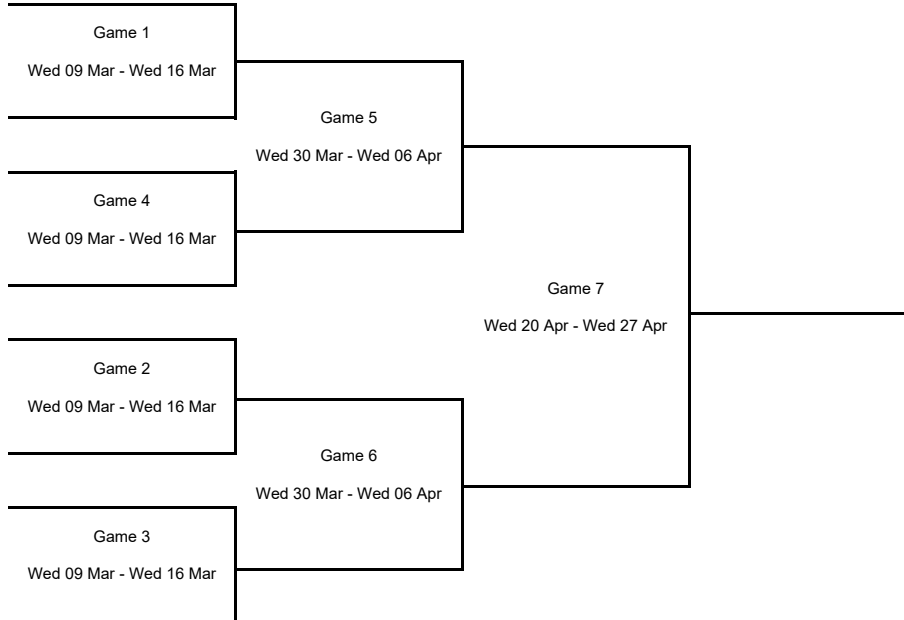 Game 1
Wed 09 Mar - Wed 16 Mar
Game 5
Wed 30 Mar - Wed 06 Apr
Game 4
Wed 09 Mar - Wed 16 Mar
Game 7
Wed 20 Apr - Wed 27 Apr
Game 2
Wed 09 Mar - Wed 16 Mar
Game 6
Wed 30 Mar - Wed 06 Apr
Game 3
Wed 09 Mar - Wed 16 Mar